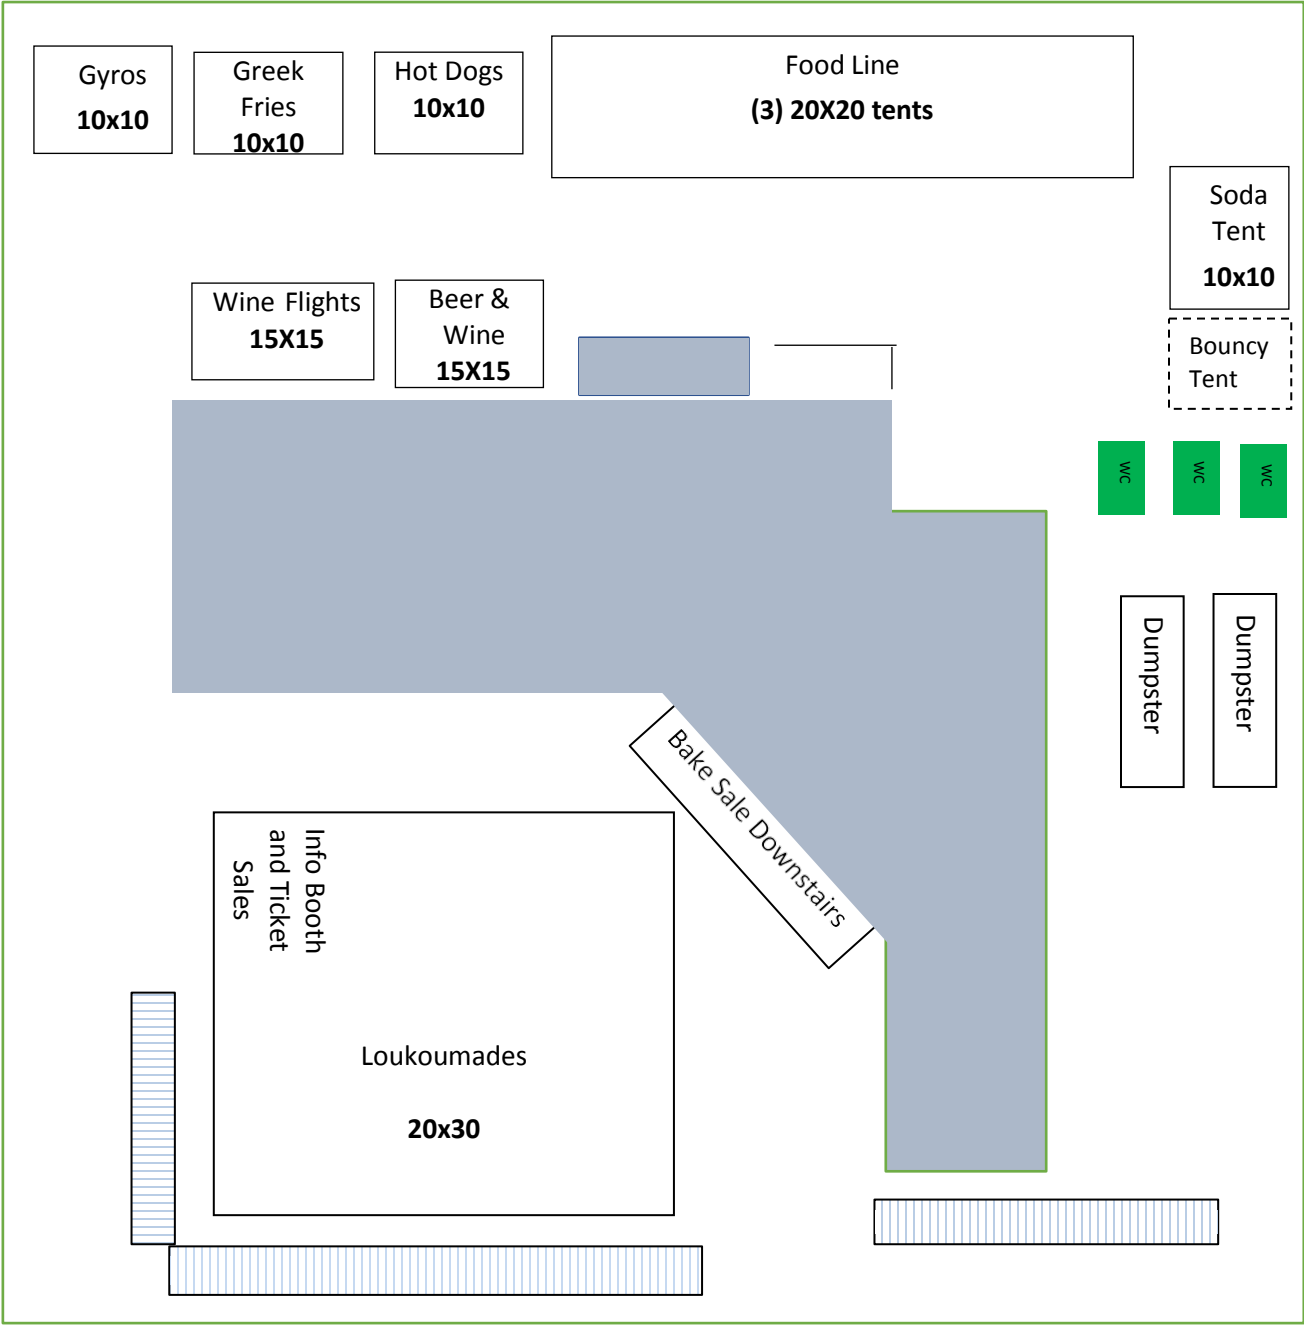 Gyros
10x10
Greek
Fries
10x10
Hot Dogs
10x10
Food Line
(3) 20X20 tents
Soda
Tent
10x10
Wine Flights
15X15
Beer &
Wine
15X15
Bouncy
Tent
WC
WC
WC
Dumpster
Dumpster
Bake Sale Downstairs
Info Booth
and Ticket
Sales
Loukoumades
20x30